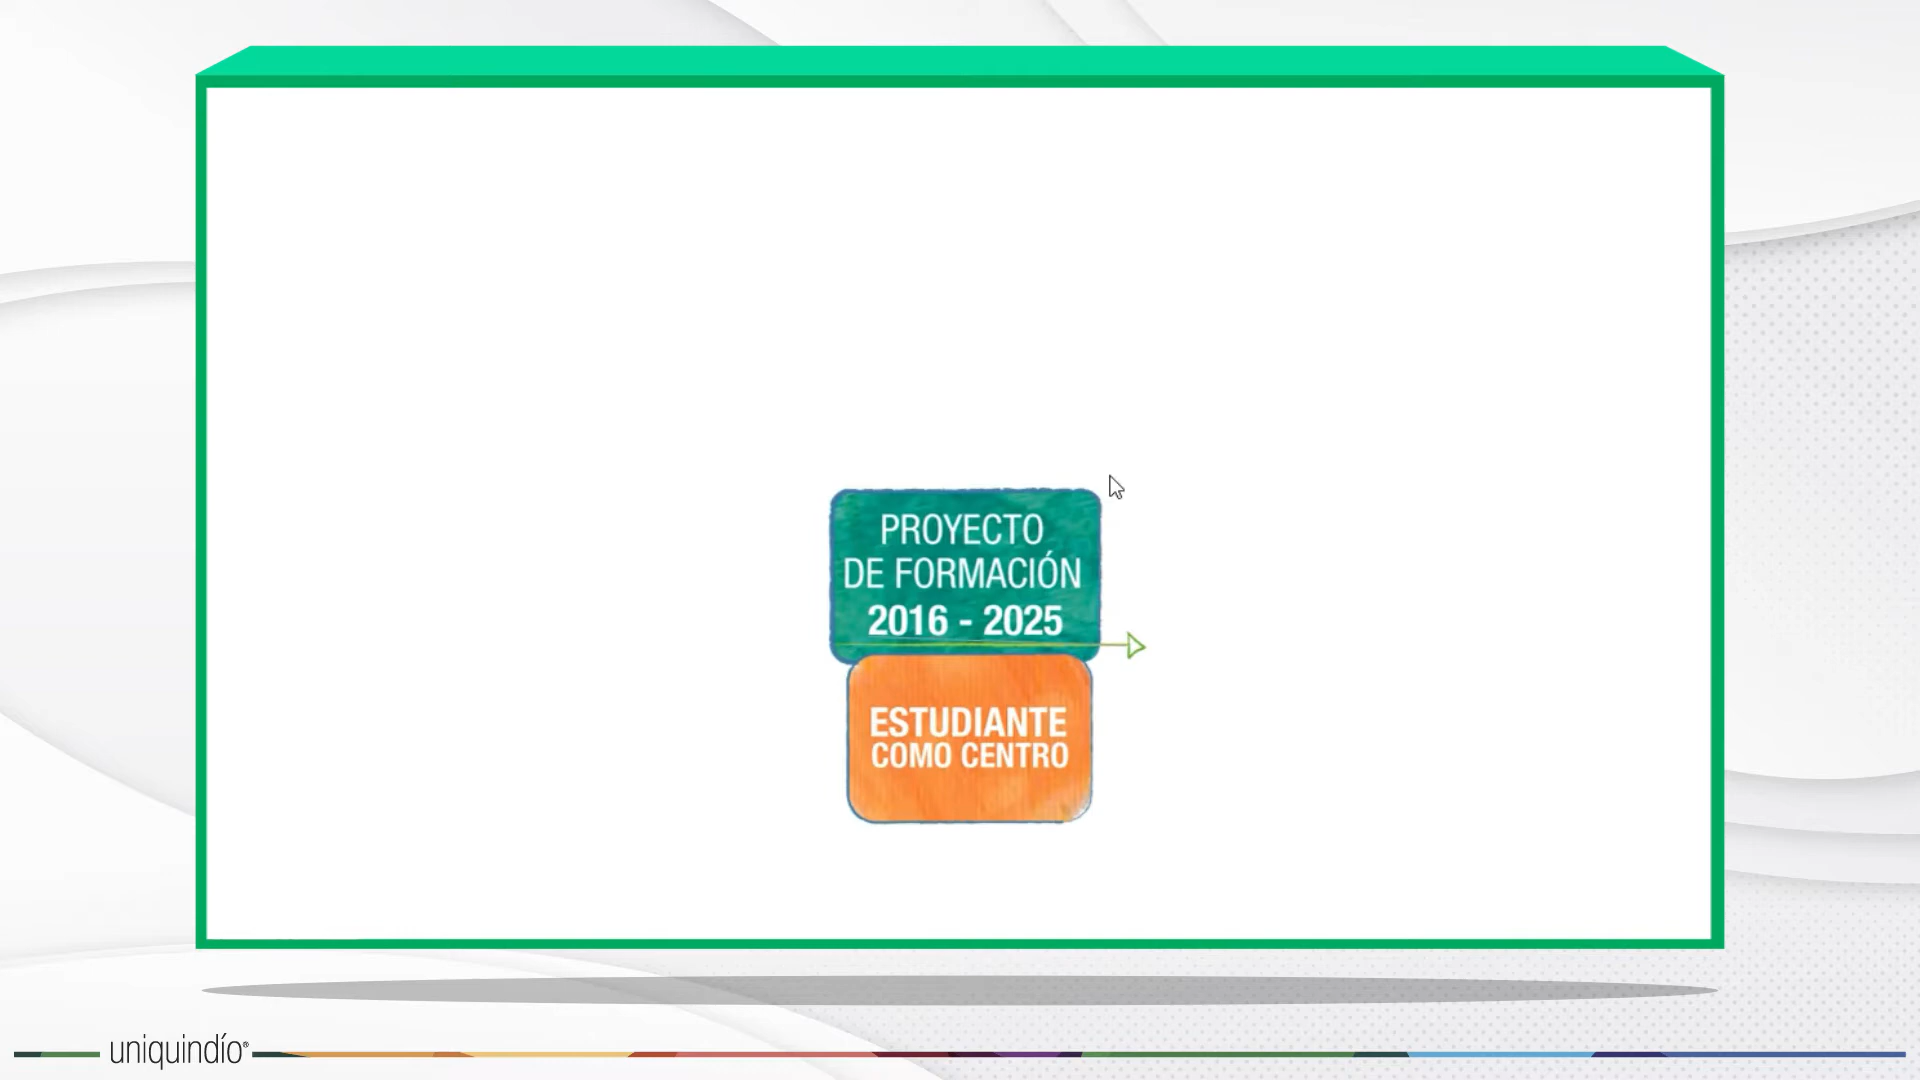 PROYECTO
DE FORMACIÓN
2016 - 2025
ESTUDIANTE
COMO CENTRO
uniquindío®